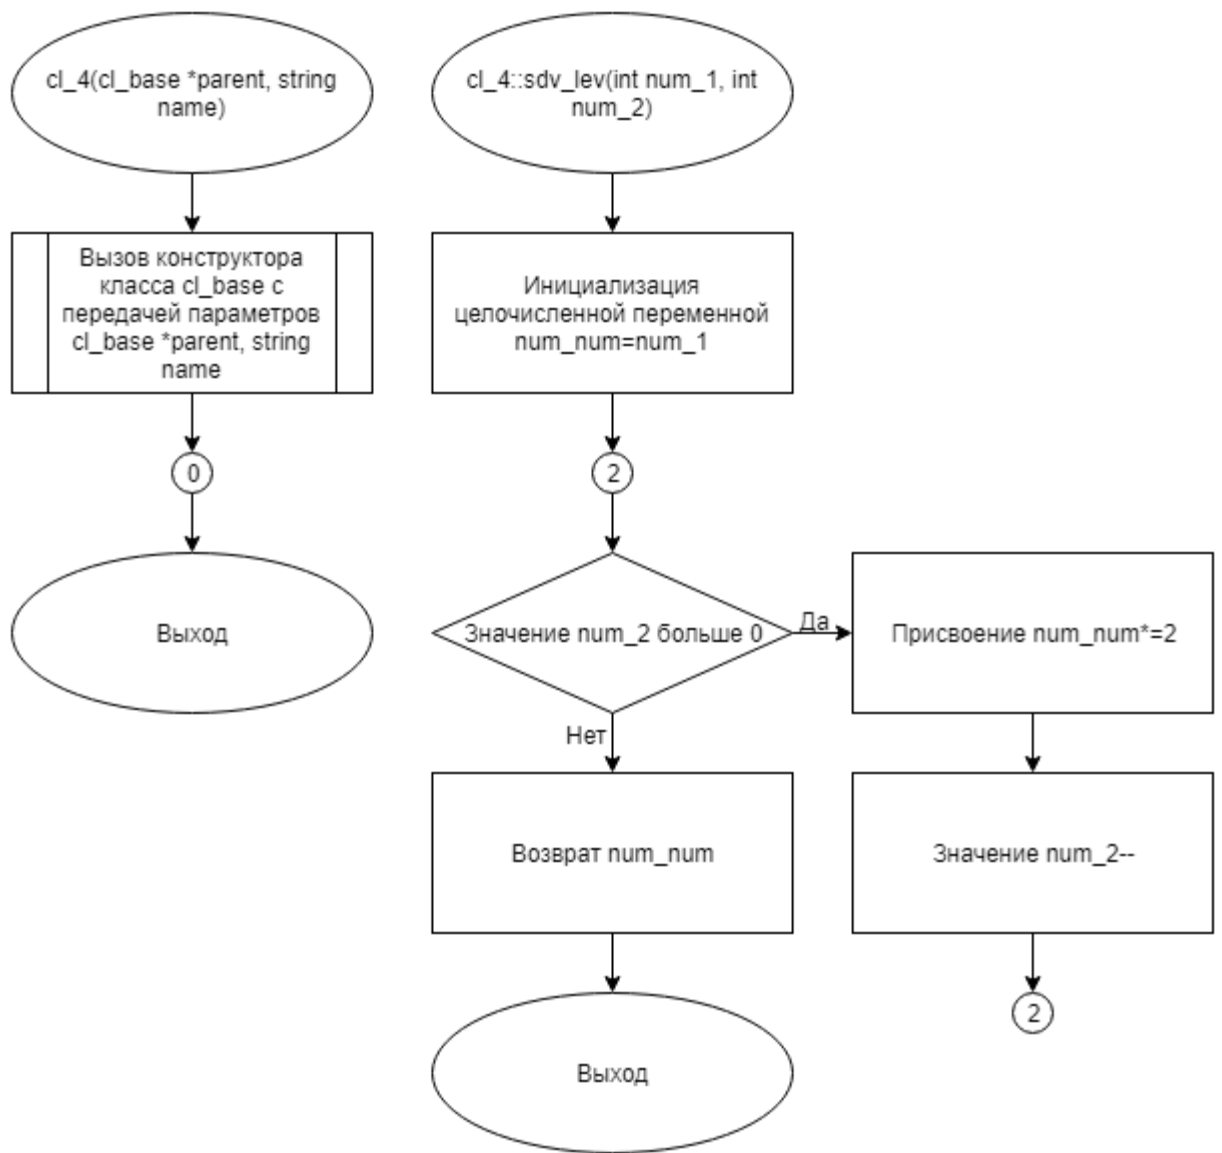 cl_4(cl_base *parent, string
name)
Вызов конструктора
класса cl_base с
передачей параметров
cl_base *parent, string
name
0
Выход
cl_4::sdv_lev(int num_1, int
num_2)
Инициализация
целочисленной переменной
num_num=num_1
2
Значение num_2 больше 0
Да
Присвоение num_num*=2
Значение num_2--
2
Нет
Возврат num_num
Выход